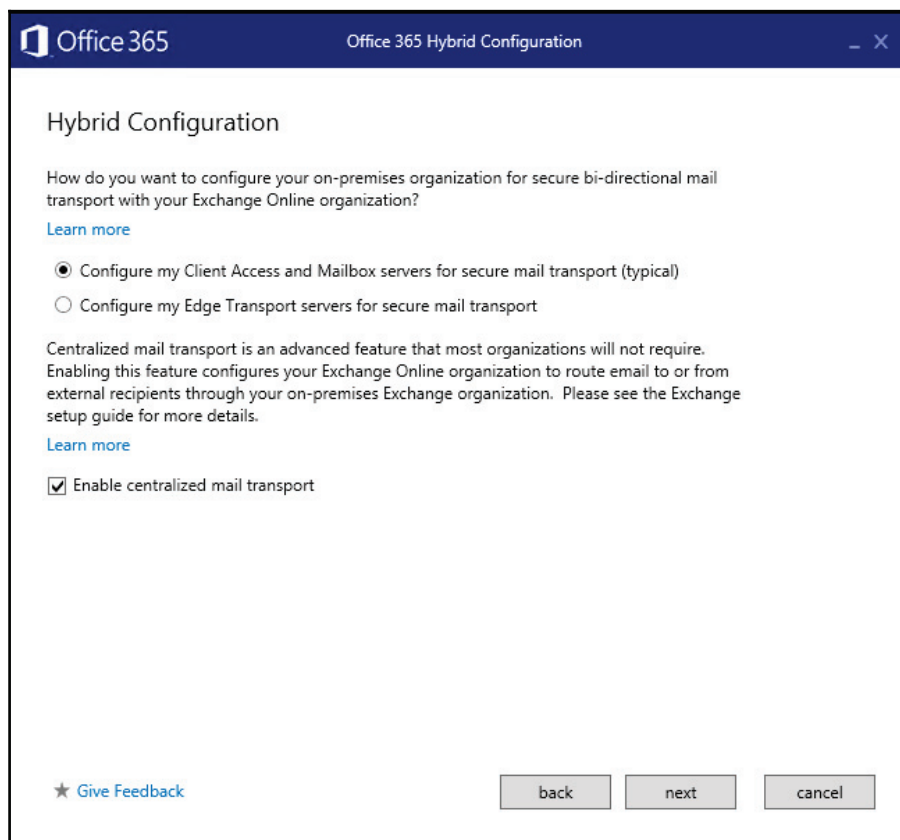 Office 365
Office 365 Hybrid Configuration
Hybrid Configuration
How do you want to configure your on-premises organization for secure bi-directional mail
transport with your Exchange Online organization?
Learn more
Configure my Client Access and Mailbox servers for secure mail transport (typical)
Configure my Edge Transport servers for secure mail transport
Centralized mail transport is an advanced feature that most organizations will not require.
Enabling this feature configures your Exchange Online organization to route email to or from
external recipients through your on-premises Exchange organization.  Please see the Exchange
setup guide for more details.
Learn more
Enable centralized mail transport
Give Feedback
back
next
cancel